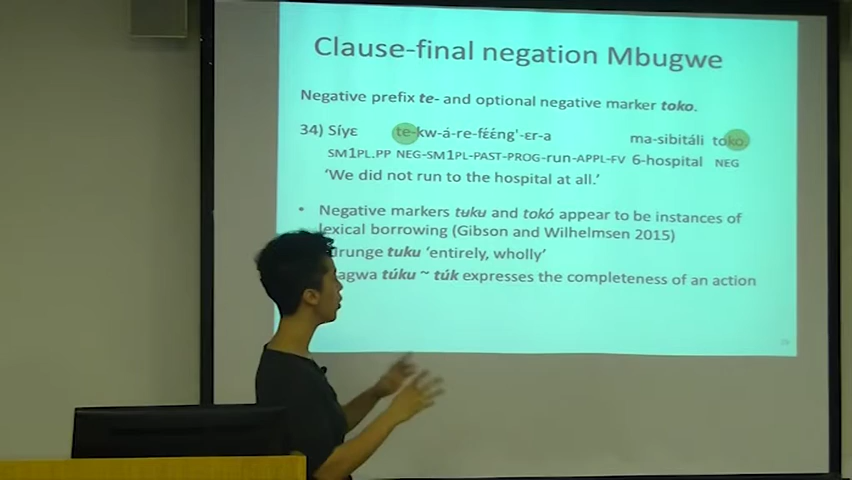 Clause-final negation Mbugwe
Negative prefix te- and optional negative marker toko.
34) Síyɛ te-kw-á-re-fɛ́ɛ́ng'-ɛr-a ma-sibitáli toko.
SM1PL.PP NEG-SM1PL-PAST-PROG-run-APPL-FV 6-hospital NEG
'We did not run to the hospital at all.'
• Negative markers tʉkʉ and tokó appear to be instances of
lexical borrowing (Gibson and Wilhelmsen 2015)
tuku 'entirely, wholly'
túku ~ túk expresses the completeness of an action